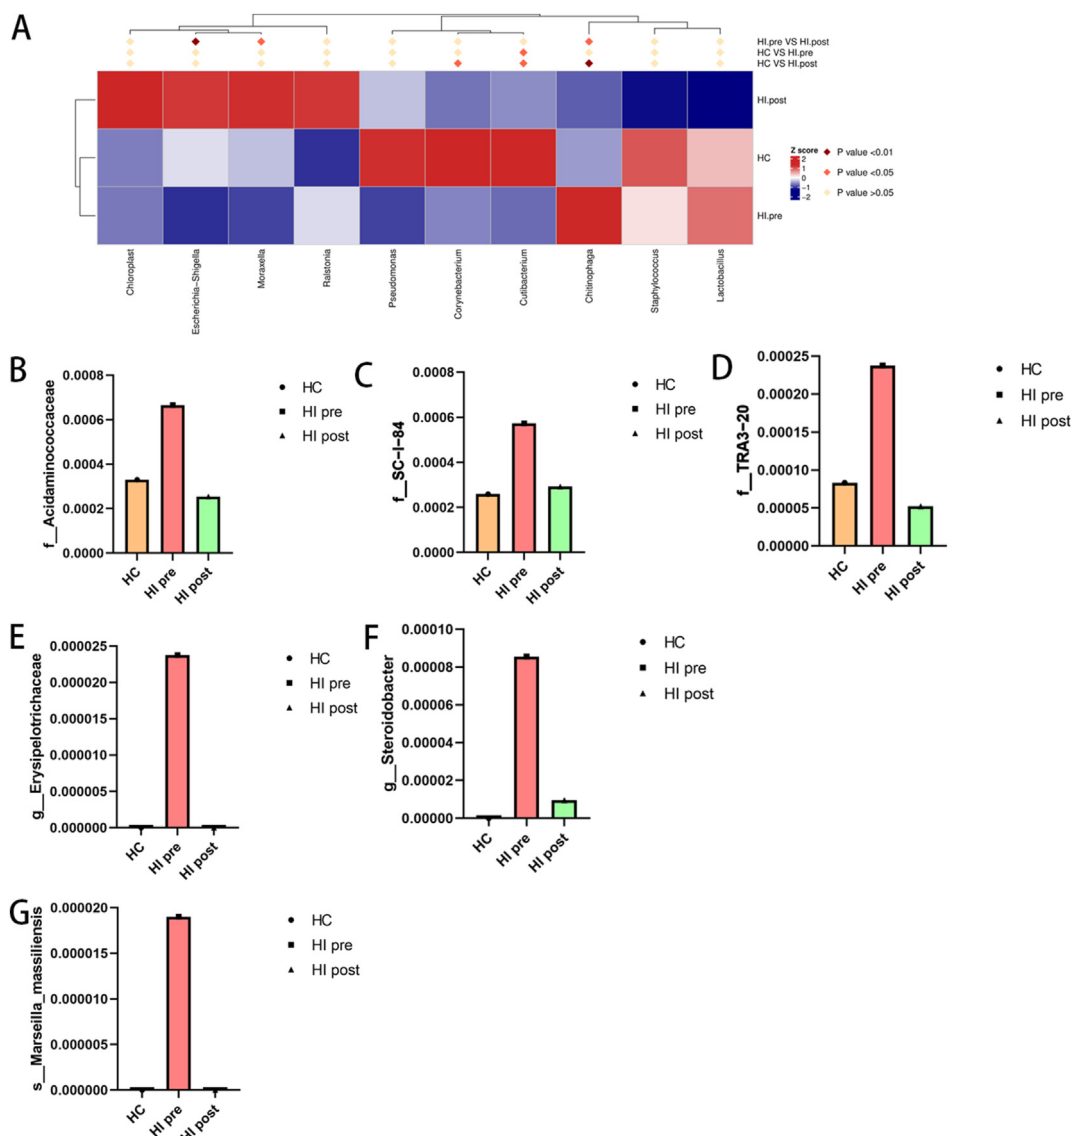 A
HI.pre VS HI.post
HC VS HI.pre
HC VS HI.post
HI.post
HC
HI.pre
Z score
2
1
0
−1
−2
P value <0.01
P value <0.05
P value >0.05
Chloroplast
Escherichia−Shigella
Moraxella
Ralstonia
Pseudomonas
Corynebacterium
Cutibacterium
Chitinophaga
Staphylococcus
Lactobacillus
B
f__Acidaminococcaceae
0.0008
0.0006
0.0004
0.0002
0.0000
HC
HI pre
HI post
HC
HI pre
HI post
C
f__SC−I−84
0.0008
0.0006
0.0004
0.0002
0.0000
HC
HI pre
HI post
HC
HI pre
HI post
D
f__TRA3−20
0.00025
0.00020
0.00015
0.00010
0.00005
0.00000
HC
HI pre
HI post
HC
HI pre
HI post
E
g__Erysipelotrichaceae
0.000025
0.000020
0.000015
0.000010
0.000005
0.000000
HC
HI pre
HI post
HC
HI pre
HI post
F
g__Steroidobacter
0.00010
0.00008
0.00006
0.00004
0.00002
0.00000
HC
HI pre
HI post
HC
HI pre
HI post
G
s__Marseilla_massiliensis
0.000020
0.000015
0.000010
0.000005
0.000000
HC
HI pre
HI post
HC
HI pre
HI post